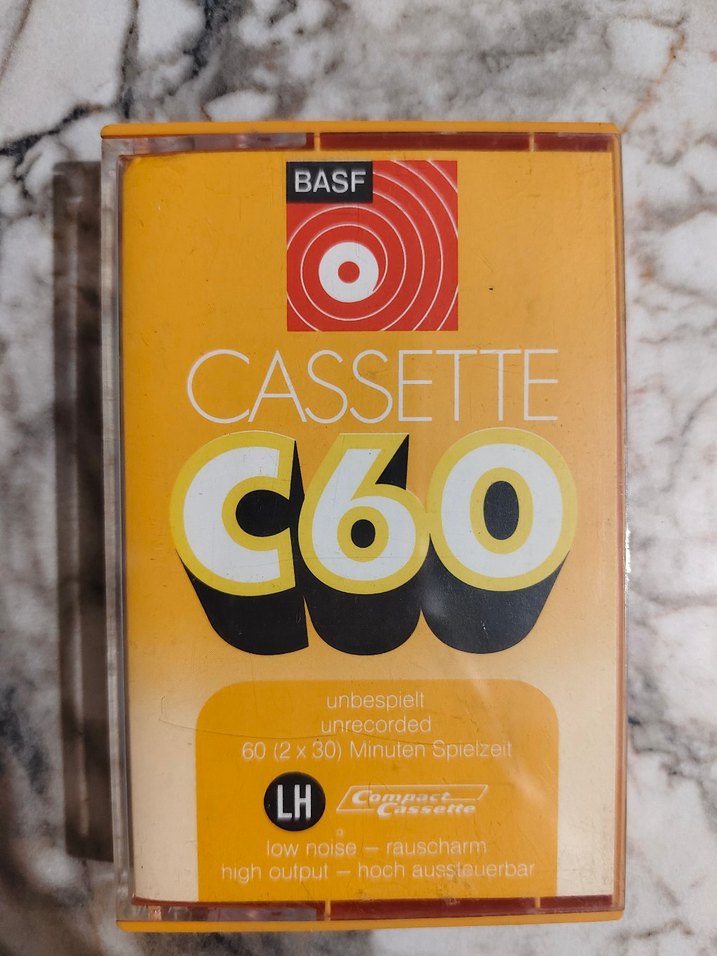 BASF
CASSETTE
C60
unbespielt
unrecorded
60 (2 x 30) Minuten Spielzeit
LH
Compact
Cassette
low noise – rauscharm
high output – hoch aussteuerbar